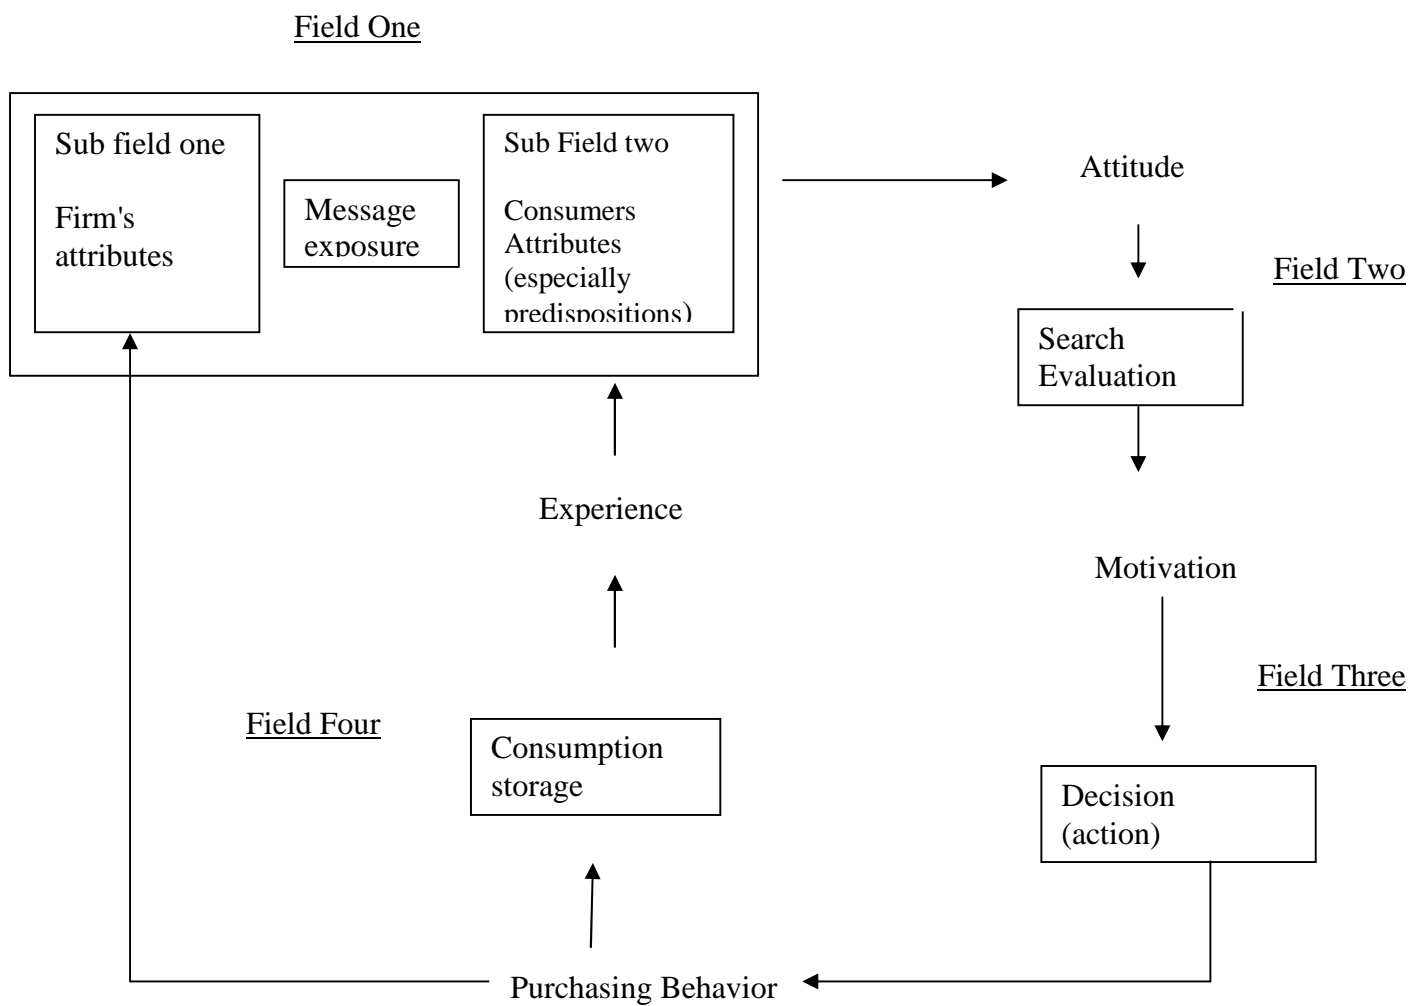 Field One
Sub field one
Firm's
attributes
Message
exposure
Sub Field two
Consumers
Attributes
(especially
predispositions)
Attitude
Field Two
Search
Evaluation
Experience
Motivation
Field Three
Field Four
Consumption
storage
Decision
(action)
Purchasing Behavior